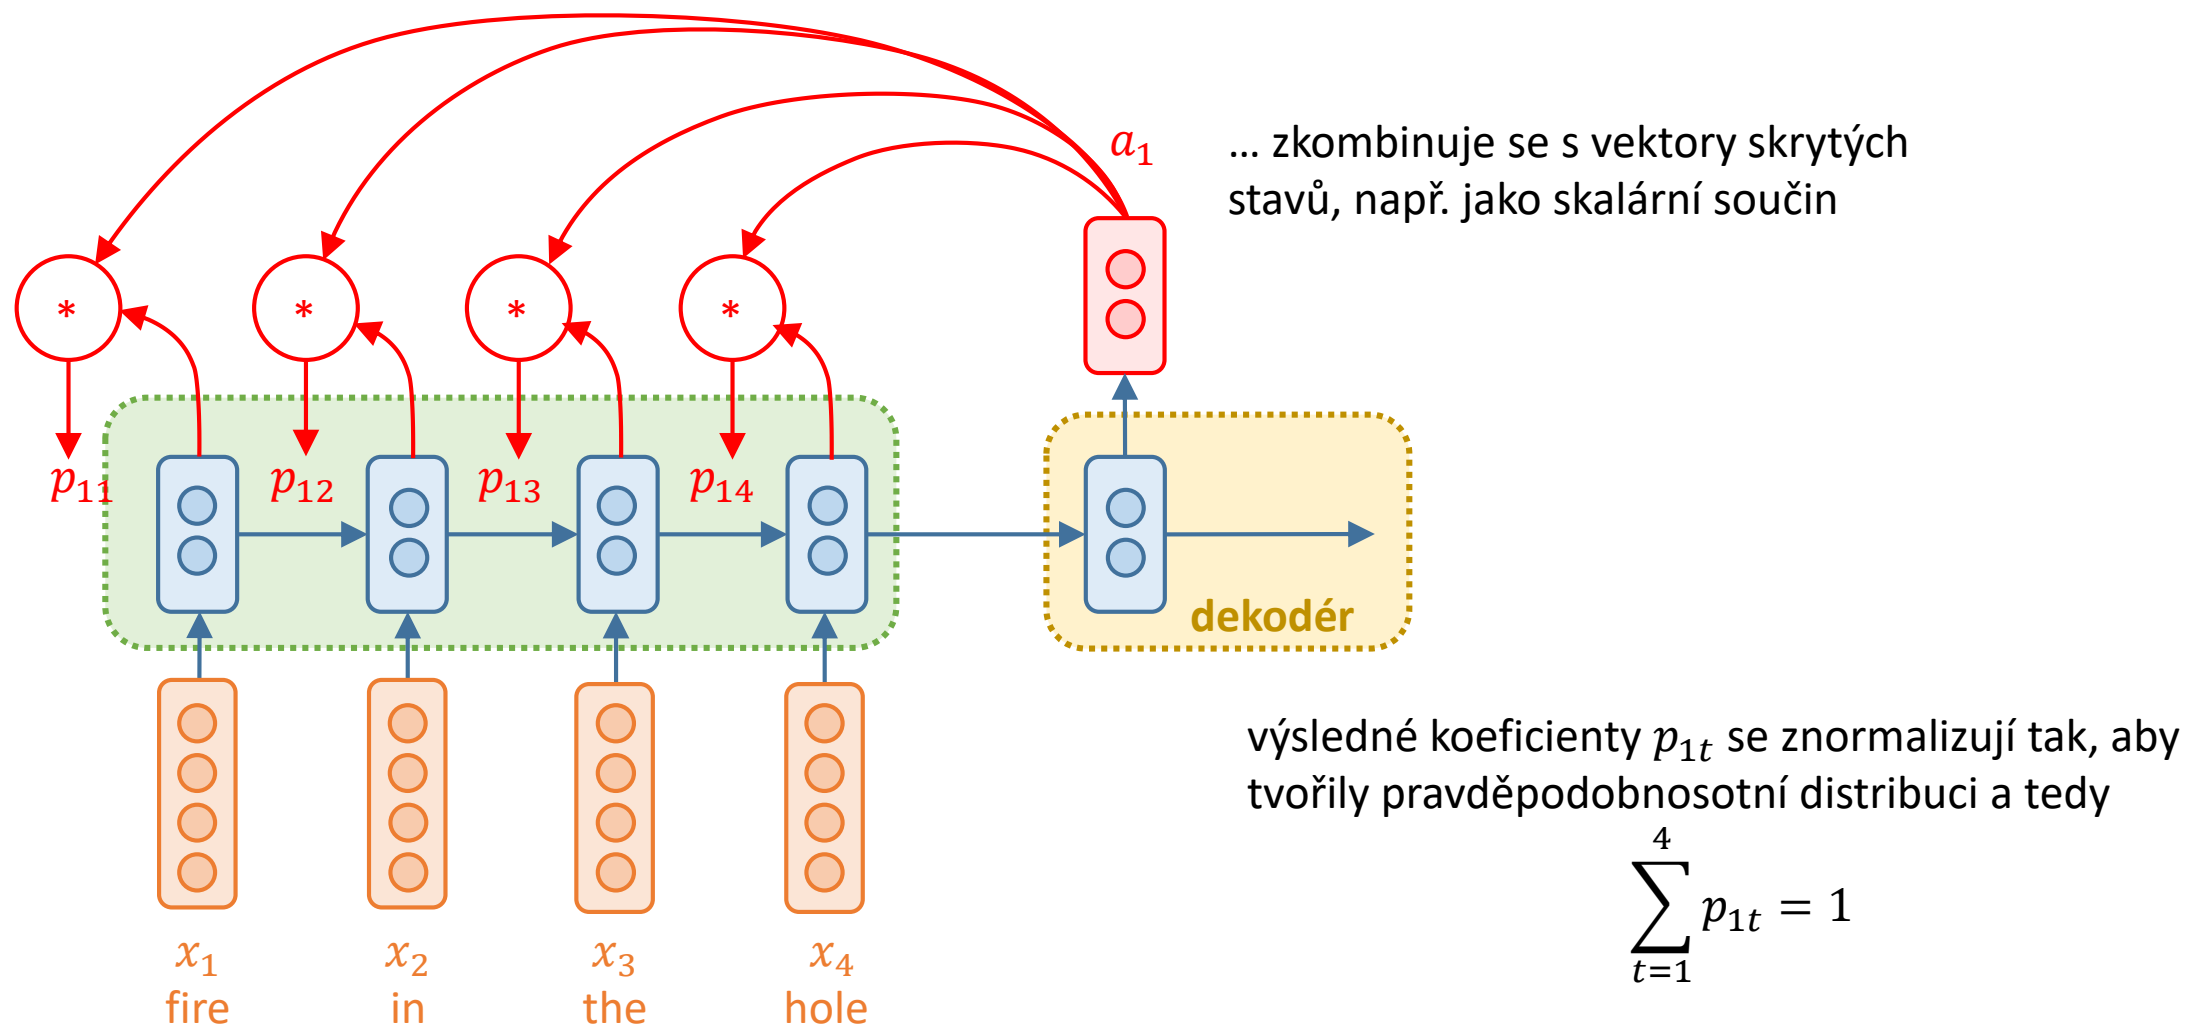 a₁
… zkombinuje se s vektory skrytých
stavů, např. jako skalární součin
* * * *
p₁₁ p₁₂ p₁₃ p₁₄
dekodér
výsledné koeficienty p₁ₜ se znormalizují tak, aby
tvořily pravděpodobnosotní distribuci a tedy
4
∑ p₁ₜ = 1
t=1
x₁ x₂ x₃ x₄
fire in the hole